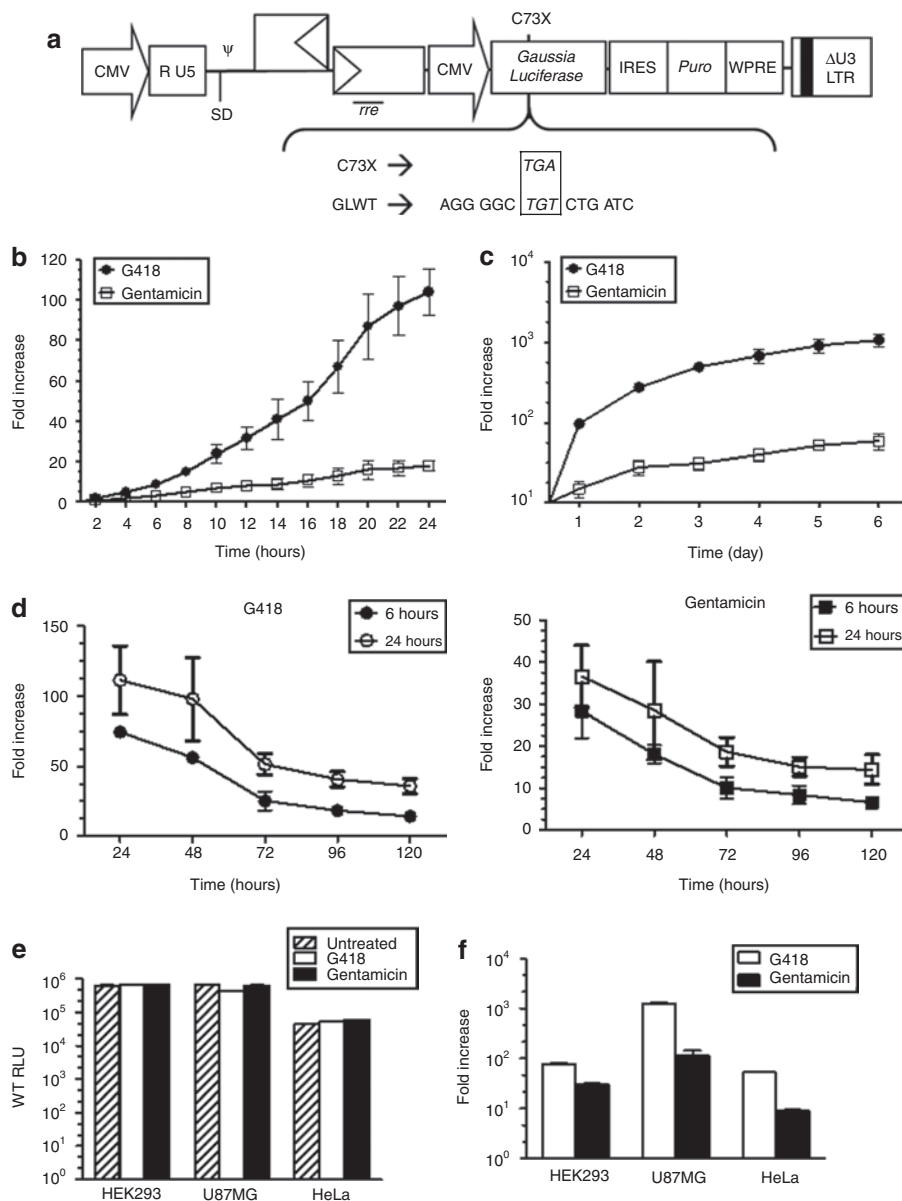 a
C73X
CMV
R U5
ψ
SD
rre
CMV
Gaussia
Luciferase
IRES
Puro
WPRE
ΔU3
LTR
C73X
TGA
GLWT
AGG GGC TGT CTG ATC
b
G418
Gentamicin
Fold increase
120
100
80
60
40
20
0
2 4 6 8 10 12 14 16 18 20 22 24
Time (hours)
c
G418
Gentamicin
Fold increase
10⁴
10³
10²
10¹
1 2 3 4 5 6
Time (day)
d
G418
6 hours
24 hours
Fold increase
150
100
50
0
24 48 72 96 120
Time (hours)
Gentamicin
6 hours
24 hours
Fold increase
50
40
30
20
10
0
24 48 72 96 120
Time (hours)
e
Untreated
G418
Gentamicin
WT RLU
10⁶
10⁵
10⁴
10³
10²
10¹
10⁰
HEK293 U87MG HeLa
f
G418
Gentamicin
Fold increase
10⁴
10³
10²
10¹
10⁰
HEK293 U87MG HeLa